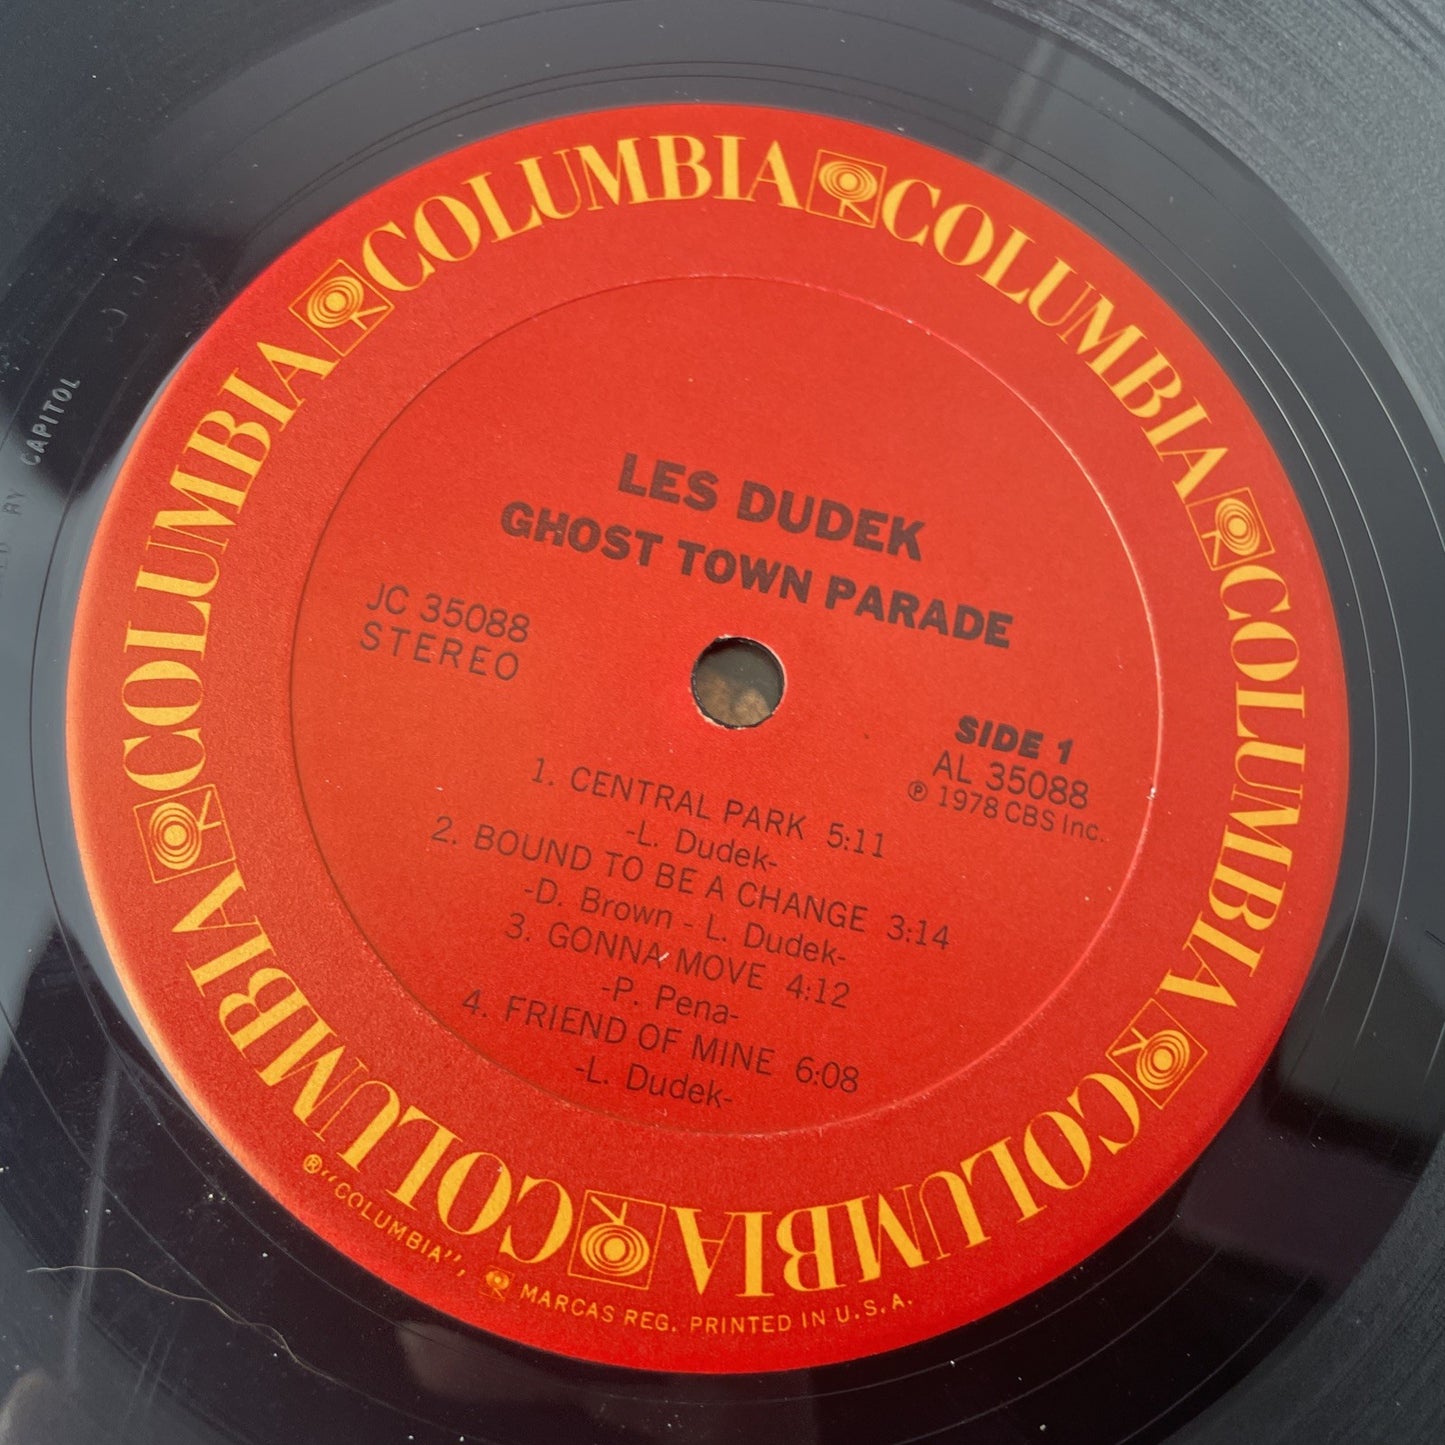 COLUMBIA COLUMBIA COLUMBIA COLUMBIA COLUMBIA COLUMBIA
LES DUDEK
GHOST TOWN PARADE
JC 35088
STEREO
SIDE 1
AL 35088
℗ 1978 CBS Inc.
1. CENTRAL PARK 5:11
-L. Dudek-
2. BOUND TO BE A CHANGE 3:14
-D. Brown - L. Dudek-
3. GONNA MOVE 4:12
-P. Pena-
4. FRIEND OF MINE 6:08
-L. Dudek-
®"COLUMBIA", MARCAS REG. PRINTED IN U.S.A.
BY CAPITOL